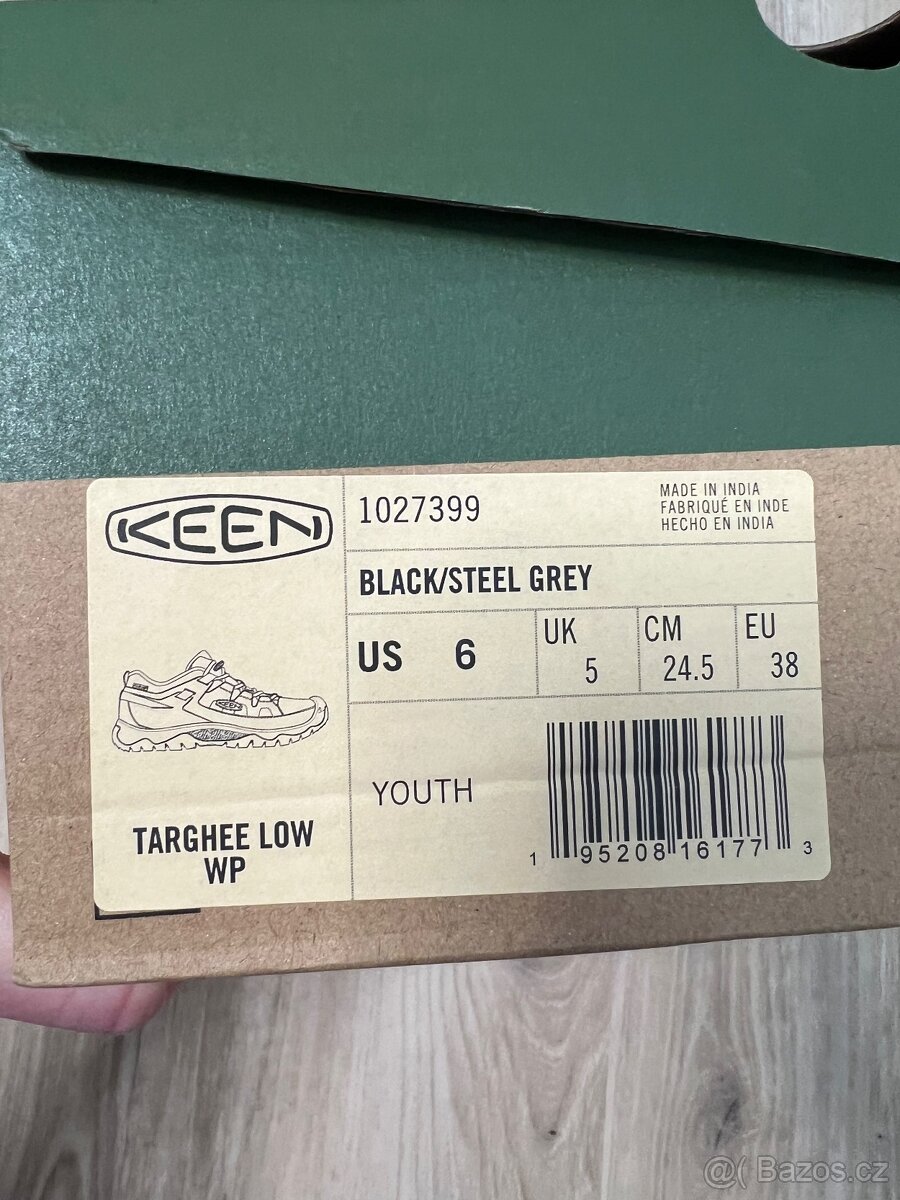 KEEN
1027399
MADE IN INDIA
FABRIQUÉ EN INDE
HECHO EN INDIA
BLACK/STEEL GREY
US 6
UK 5
CM 24.5
EU 38
YOUTH
TARGHEE LOW
WP
1 95208 16177 3
@( Bazos.cz